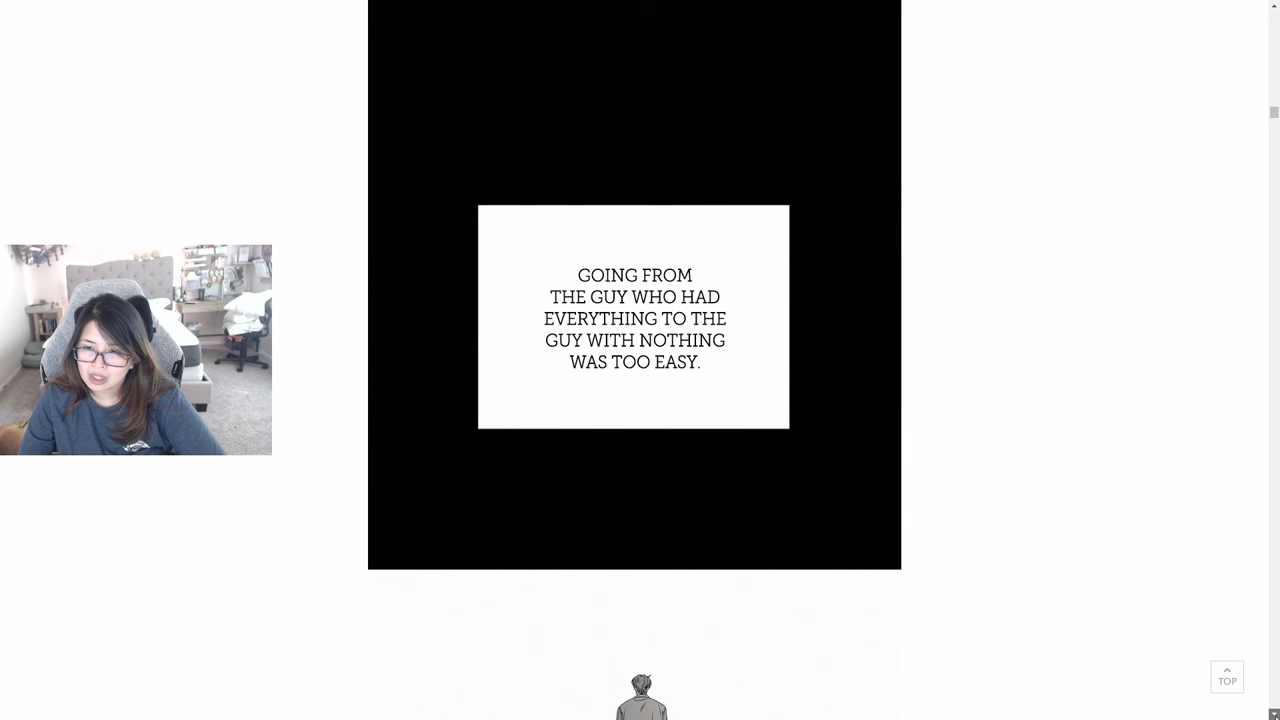 GOING FROM
THE GUY WHO HAD
EVERYTHING TO THE
GUY WITH NOTHING
WAS TOO EASY.
TOP